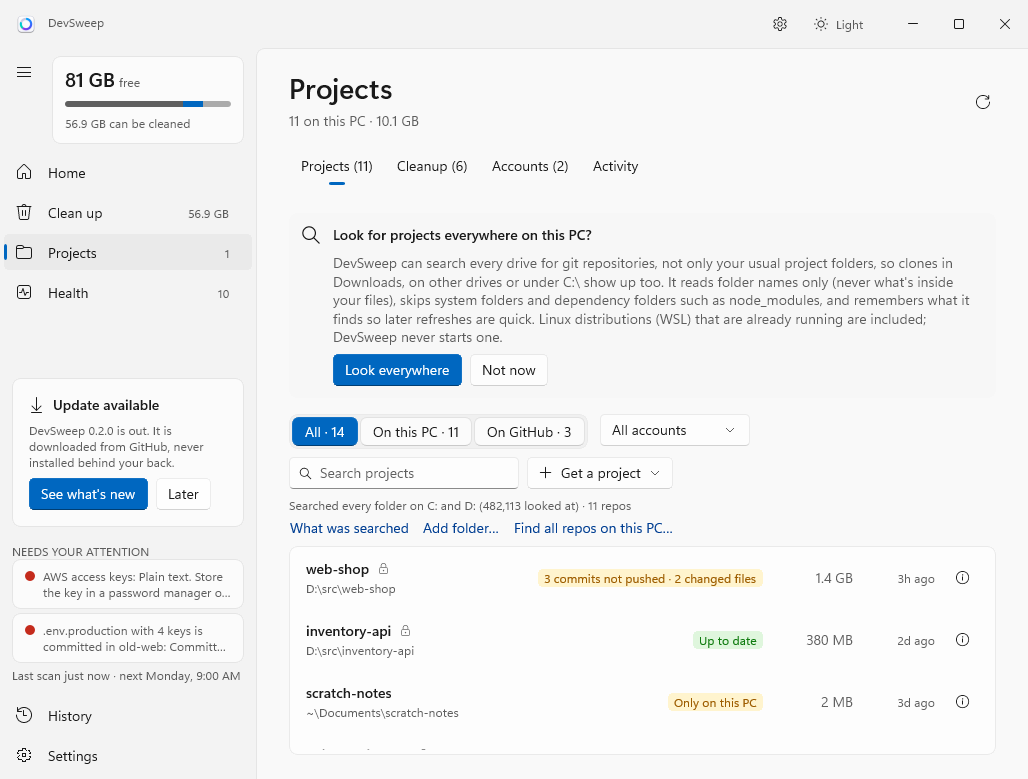 DevSweep
Light
81 GB free
56.9 GB can be cleaned
Home
Clean up 56.9 GB
Projects 1
Health 10
Update available
DevSweep 0.2.0 is out. It is
downloaded from GitHub, never
installed behind your back.
See what's new Later
NEEDS YOUR ATTENTION
AWS access keys: Plain text. Store
the key in a password manager o...
.env.production with 4 keys is
committed in old-web: Committ...
Last scan just now · next Monday, 9:00 AM
History
Settings
Projects
11 on this PC · 10.1 GB
Projects (11) Cleanup (6) Accounts (2) Activity
Look for projects everywhere on this PC?
DevSweep can search every drive for git repositories, not only your usual project folders, so clones in
Downloads, on other drives or under C:\ show up too. It reads folder names only (never what's inside
your files), skips system folders and dependency folders such as node_modules, and remembers what it
finds so later refreshes are quick. Linux distributions (WSL) that are already running are included;
DevSweep never starts one.
Look everywhere Not now
All · 14 On this PC · 11 On GitHub · 3 All accounts
Search projects Get a project
Searched every folder on C: and D: (482,113 looked at) · 11 repos
What was searched Add folder... Find all repos on this PC...
web-shop 3 commits not pushed · 2 changed files 1.4 GB 3h ago
D:\src\web-shop
inventory-api Up to date 380 MB 2d ago
D:\src\inventory-api
scratch-notes Only on this PC 2 MB 3d ago
~\Documents\scratch-notes